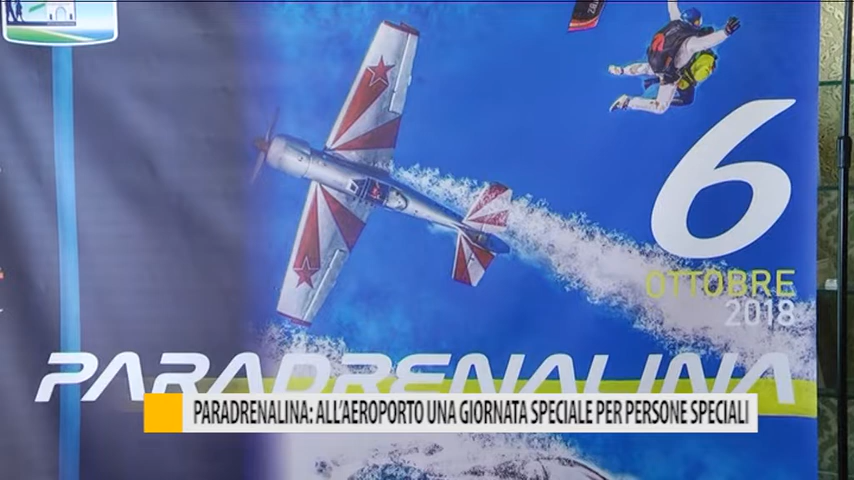 6
OTTOBRE
2018
PARADRENALINA
PARADRENALINA: ALL'AEROPORTO UNA GIORNATA SPECIALE PER PERSONE SPECIALI